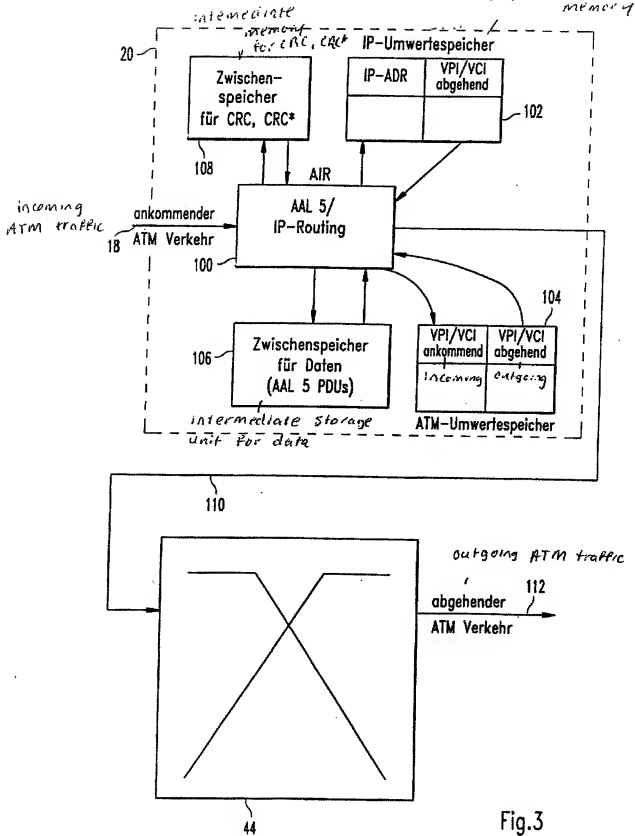 memory
intemediate
memory
for CRC, CRC*
IP-Umwertespeicher
20
Zwischen-
speicher
für CRC, CRC*
IP-ADR
VPI/VCI
abgehend
102
108
AIR
incoming
ATM traffic
ankommender
18
ATM Verkehr
AAL 5/
IP-Routing
100
104
106
Zwischenspeicher
für Daten
(AAL 5 PDUs)
VPI/VCI
ankommend
VPI/VCI
abgehend
incoming
outgoing
intermediate storage
unit for data
ATM-Umwertespeicher
110
outgoing ATM traffic
abgehender
112
ATM Verkehr
44
Fig.3